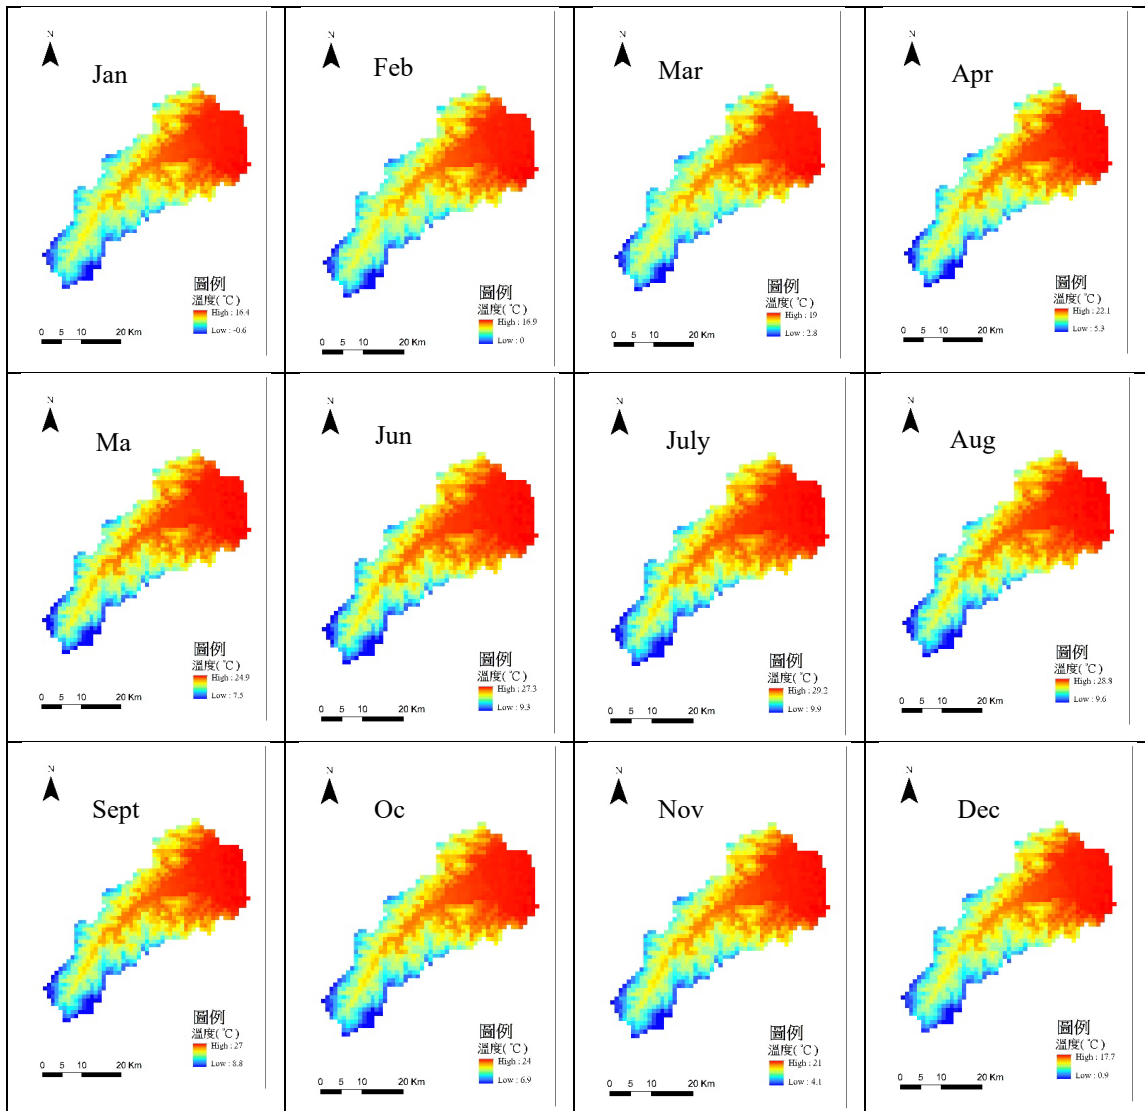 N
Jan
圖例
溫度(℃)
High : 16.4
Low : -0.6
0 5 10 20 Km
N
Feb
圖例
溫度(℃)
High : 16.9
Low : 0
0 5 10 20 Km
N
Mar
圖例
溫度(℃)
High : 19
Low : 2.8
0 5 10 20 Km
N
Apr
圖例
溫度(℃)
High : 22.1
Low : 5.3
0 5 10 20 Km
N
Ma
圖例
溫度(℃)
High : 24.9
Low : 7.5
0 5 10 20 Km
N
Jun
圖例
溫度(℃)
High : 27.3
Low : 9.3
0 5 10 20 Km
N
July
圖例
溫度(℃)
High : 29.2
Low : 9.9
0 5 10 20 Km
N
Aug
圖例
溫度(℃)
High : 28.8
Low : 9.6
0 5 10 20 Km
N
Sept
圖例
溫度(℃)
High : 27
Low : 8.8
0 5 10 20 Km
N
Oc
圖例
溫度(℃)
High : 24
Low : 6.9
0 5 10 20 Km
N
Nov
圖例
溫度(℃)
High : 21
Low : 4.1
0 5 10 20 Km
N
Dec
圖例
溫度(℃)
High : 17.7
Low : 0.9
0 5 10 20 Km